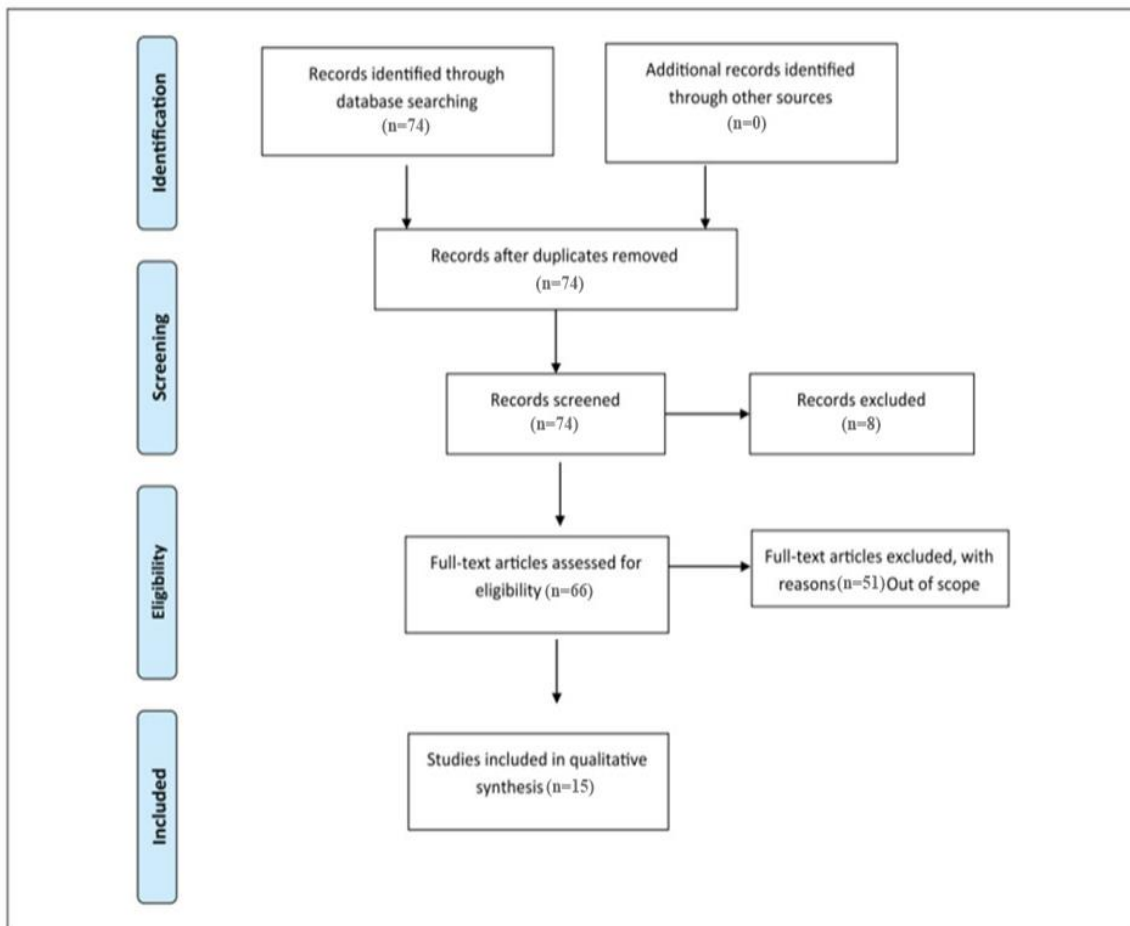 Identification
Records identified through
database searching
(n=74)
Additional records identified
through other sources
(n=0)
Records after duplicates removed
(n=74)
Screening
Records screened
(n=74)
Records excluded
(n=8)
Eligibility
Full-text articles assessed for
eligibility (n=66)
Full-text articles excluded, with
reasons(n=51)Out of scope
Included
Studies included in qualitative
synthesis (n=15)